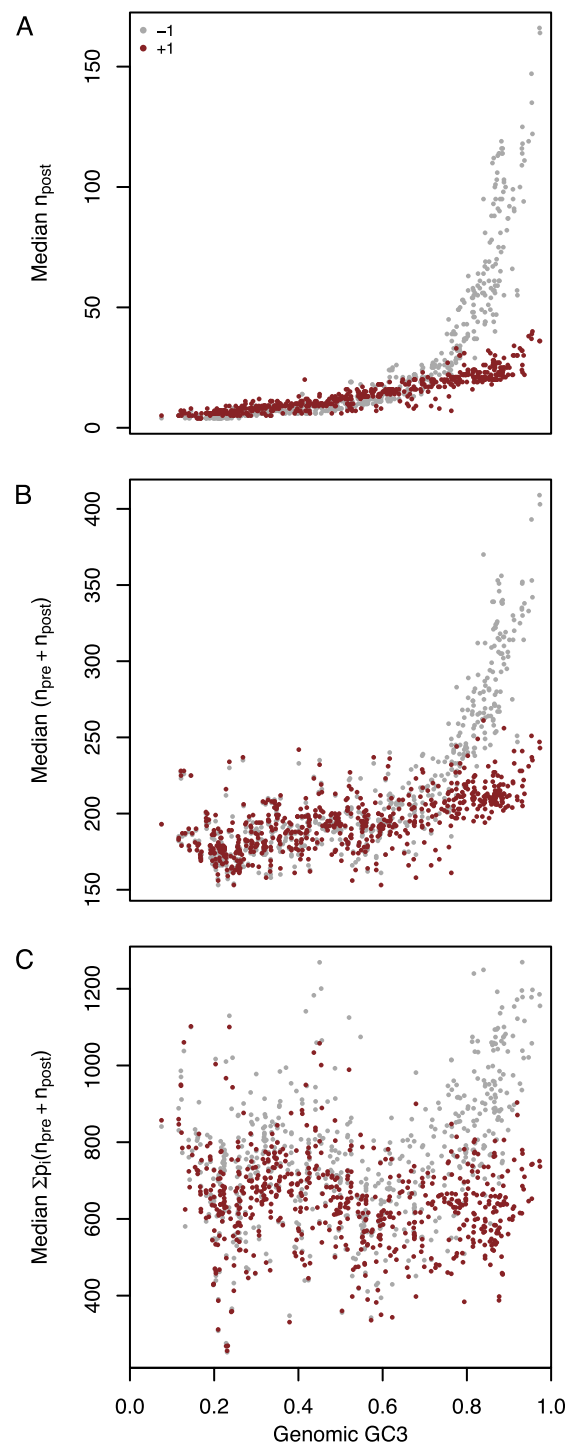 A
−1
+1
150
100
50
0
Median npost
B
400
350
300
250
200
150
Median (npre + npost)
C
1200
1000
800
600
400
Median Σpi(npre + npost)
0.0 0.2 0.4 0.6 0.8 1.0
Genomic GC3